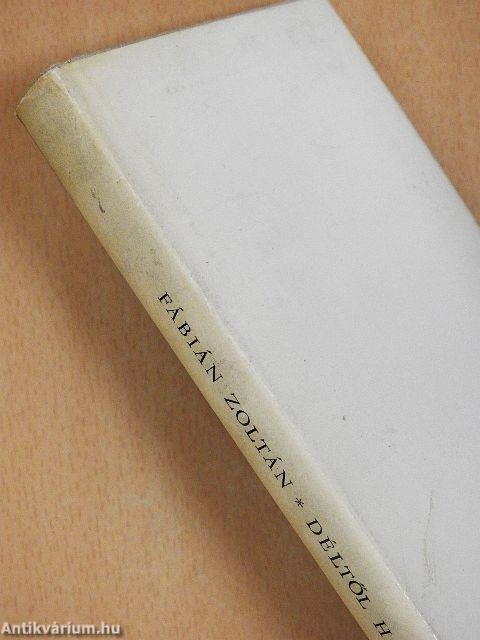 FÁBIÁN ZOLTÁN * DÉLTŐL H
Antikvárium.hu